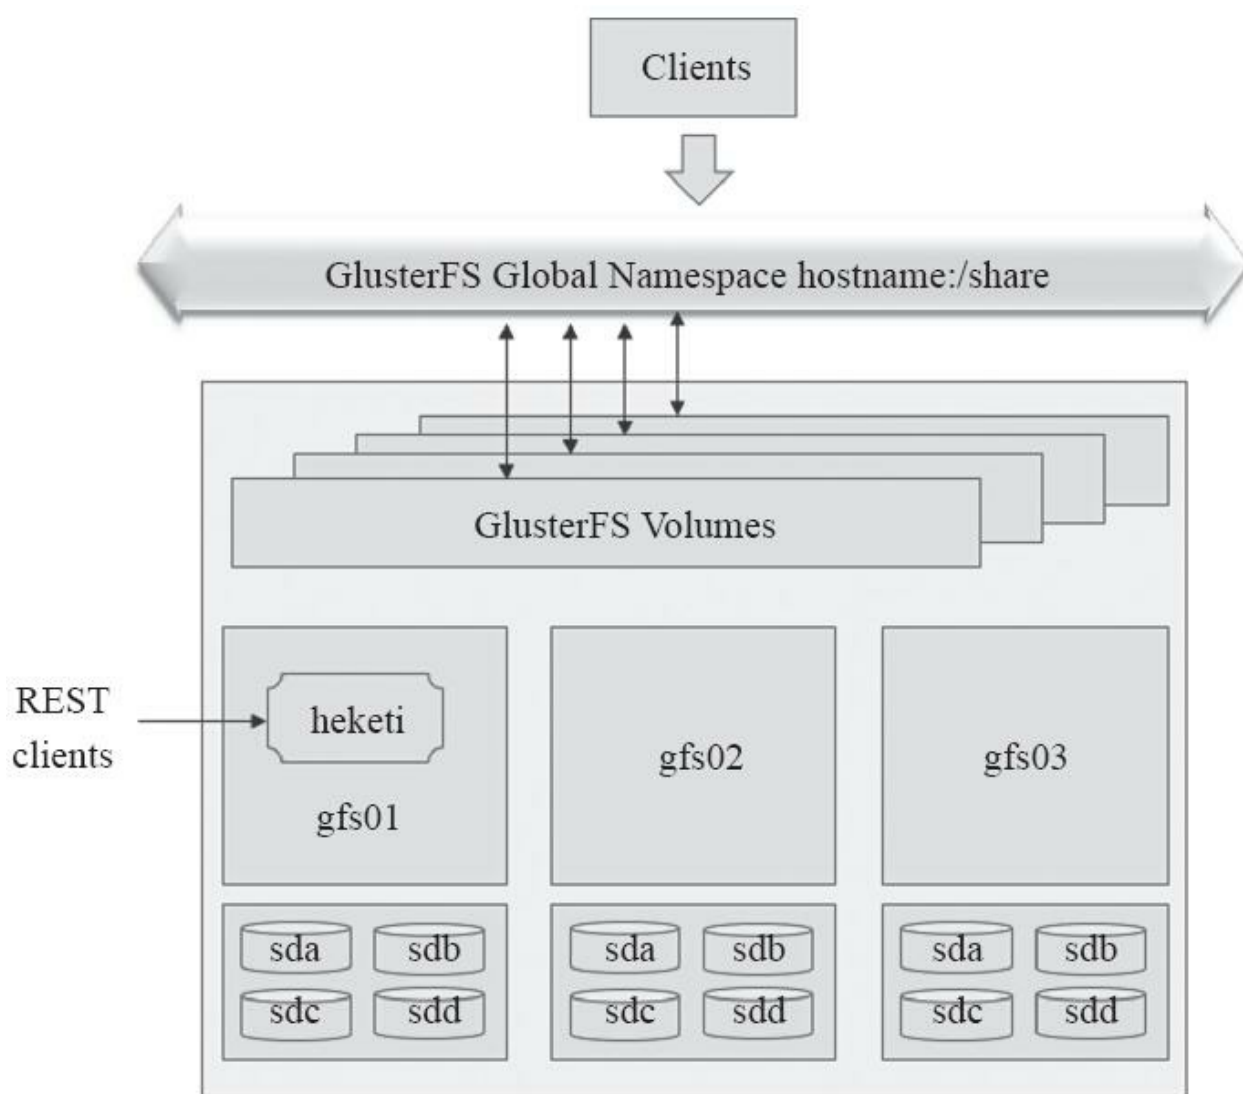 Clients
GlusterFS Global Namespace hostname:/share
GlusterFS Volumes
REST
clients
heketi
gfs01
gfs02
gfs03
sda sdb sda sdb sda sdb
sdc sdd sdc sdd sdc sdd